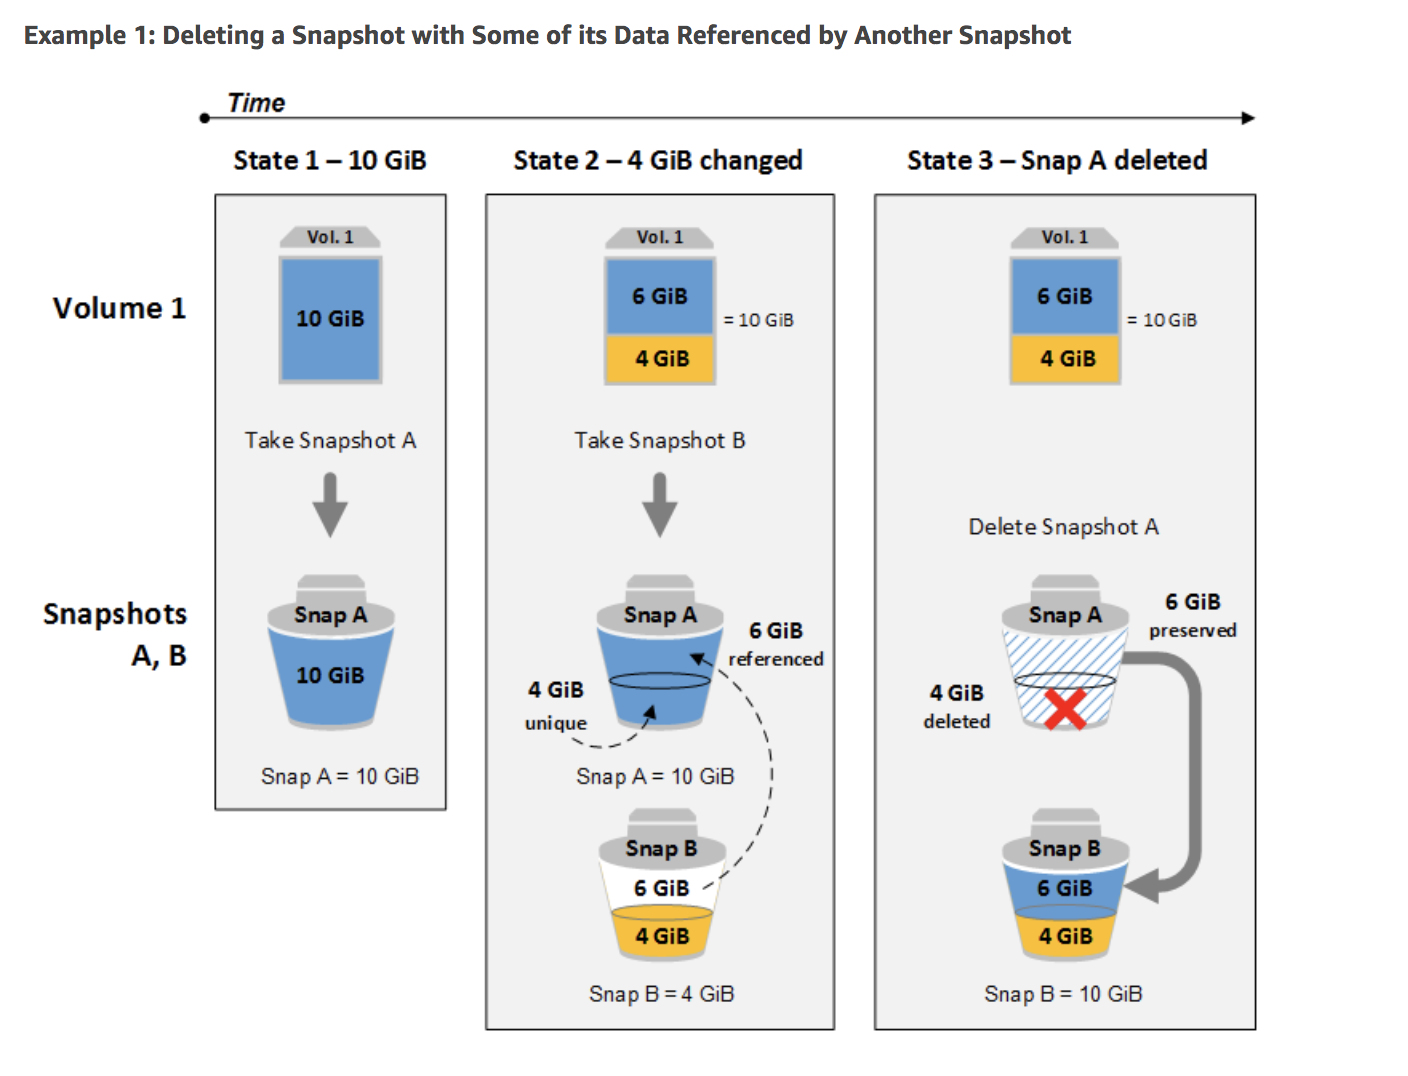 Example 1: Deleting a Snapshot with Some of its Data Referenced by Another Snapshot
Time
State 1 – 10 GiB
State 2 – 4 GiB changed
State 3 – Snap A deleted
Volume 1
Vol. 1
10 GiB
Vol. 1
6 GiB
4 GiB
= 10 GiB
Vol. 1
6 GiB
4 GiB
= 10 GiB
Take Snapshot A
Take Snapshot B
Delete Snapshot A
Snapshots
A, B
Snap A
10 GiB
Snap A = 10 GiB
Snap A
6 GiB
referenced
4 GiB
unique
Snap A = 10 GiB
Snap B
6 GiB
4 GiB
Snap B = 4 GiB
Snap A
6 GiB
preserved
4 GiB
deleted
Snap B
6 GiB
4 GiB
Snap B = 10 GiB